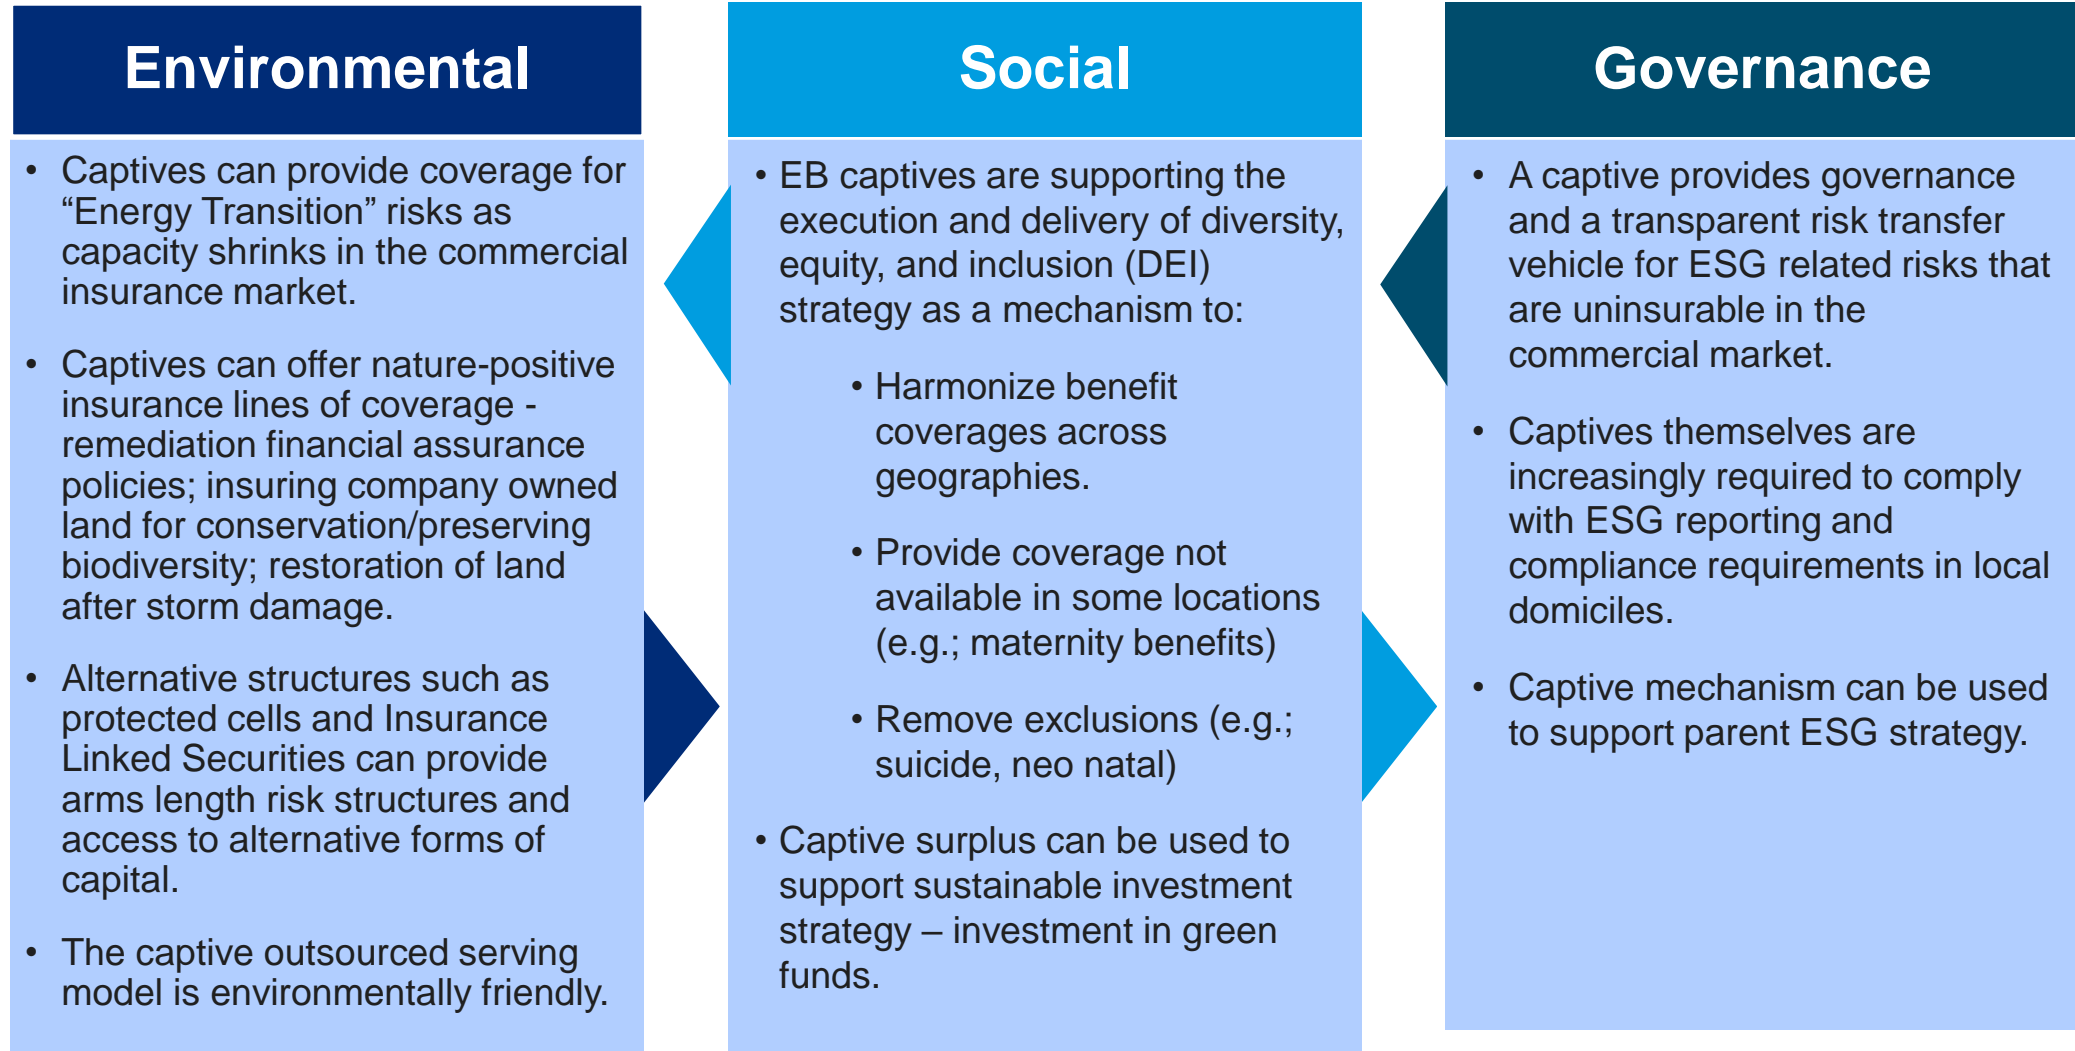 Environmental
• Captives can provide coverage for
“Energy Transition” risks as
capacity shrinks in the commercial
insurance market.
• Captives can offer nature-positive
insurance lines of coverage -
remediation financial assurance
policies; insuring company owned
land for conservation/preserving
biodiversity; restoration of land
after storm damage.
• Alternative structures such as
protected cells and Insurance
Linked Securities can provide
arms length risk structures and
access to alternative forms of
capital.
• The captive outsourced serving
model is environmentally friendly.
Social
• EB captives are supporting the
execution and delivery of diversity,
equity, and inclusion (DEI)
strategy as a mechanism to:
• Harmonize benefit
coverages across
geographies.
• Provide coverage not
available in some locations
(e.g.; maternity benefits)
• Remove exclusions (e.g.;
suicide, neo natal)
• Captive surplus can be used to
support sustainable investment
strategy – investment in green
funds.
Governance
• A captive provides governance
and a transparent risk transfer
vehicle for ESG related risks that
are uninsurable in the
commercial market.
• Captives themselves are
increasingly required to comply
with ESG reporting and
compliance requirements in local
domiciles.
• Captive mechanism can be used
to support parent ESG strategy.